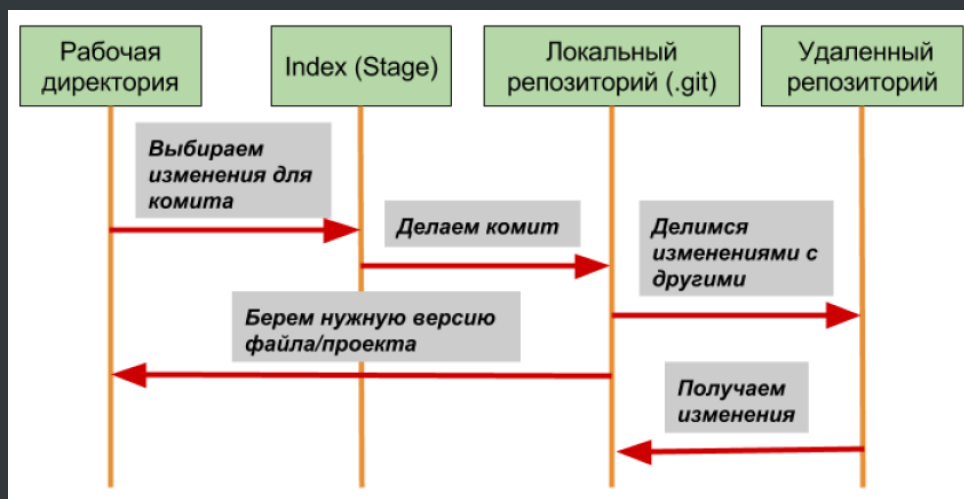 Рабочая
директория
Index (Stage)
Локальный
репозиторий (.git)
Удаленный
репозиторий
Выбираем
изменения для
комита
Делаем комит
Делимся
изменениями с
другими
Берем нужную версию
файла/проекта
Получаем
изменения